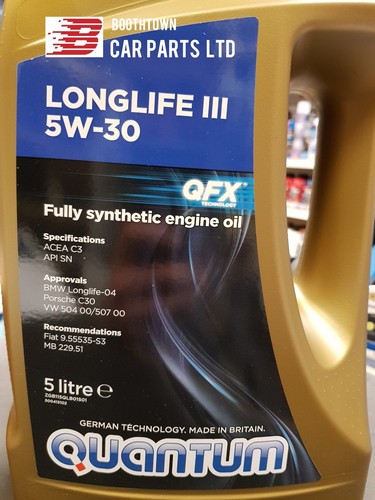 BOOTHTOWN
CAR PARTS LTD
LONGLIFE III
5W-30
QFX
TECHNOLOGY
Fully synthetic engine oil
Specifications
ACEA C3
API SN
Approvals
BMW Longlife-04
Porsche C30
VW 504 00/507 00
Recommendations
Fiat 9.55535-S3
MB 229.51
5 litre ℮
ZGB115QLB01601
GERMAN TECHNOLOGY. MADE IN BRITAIN.
QUANTUM